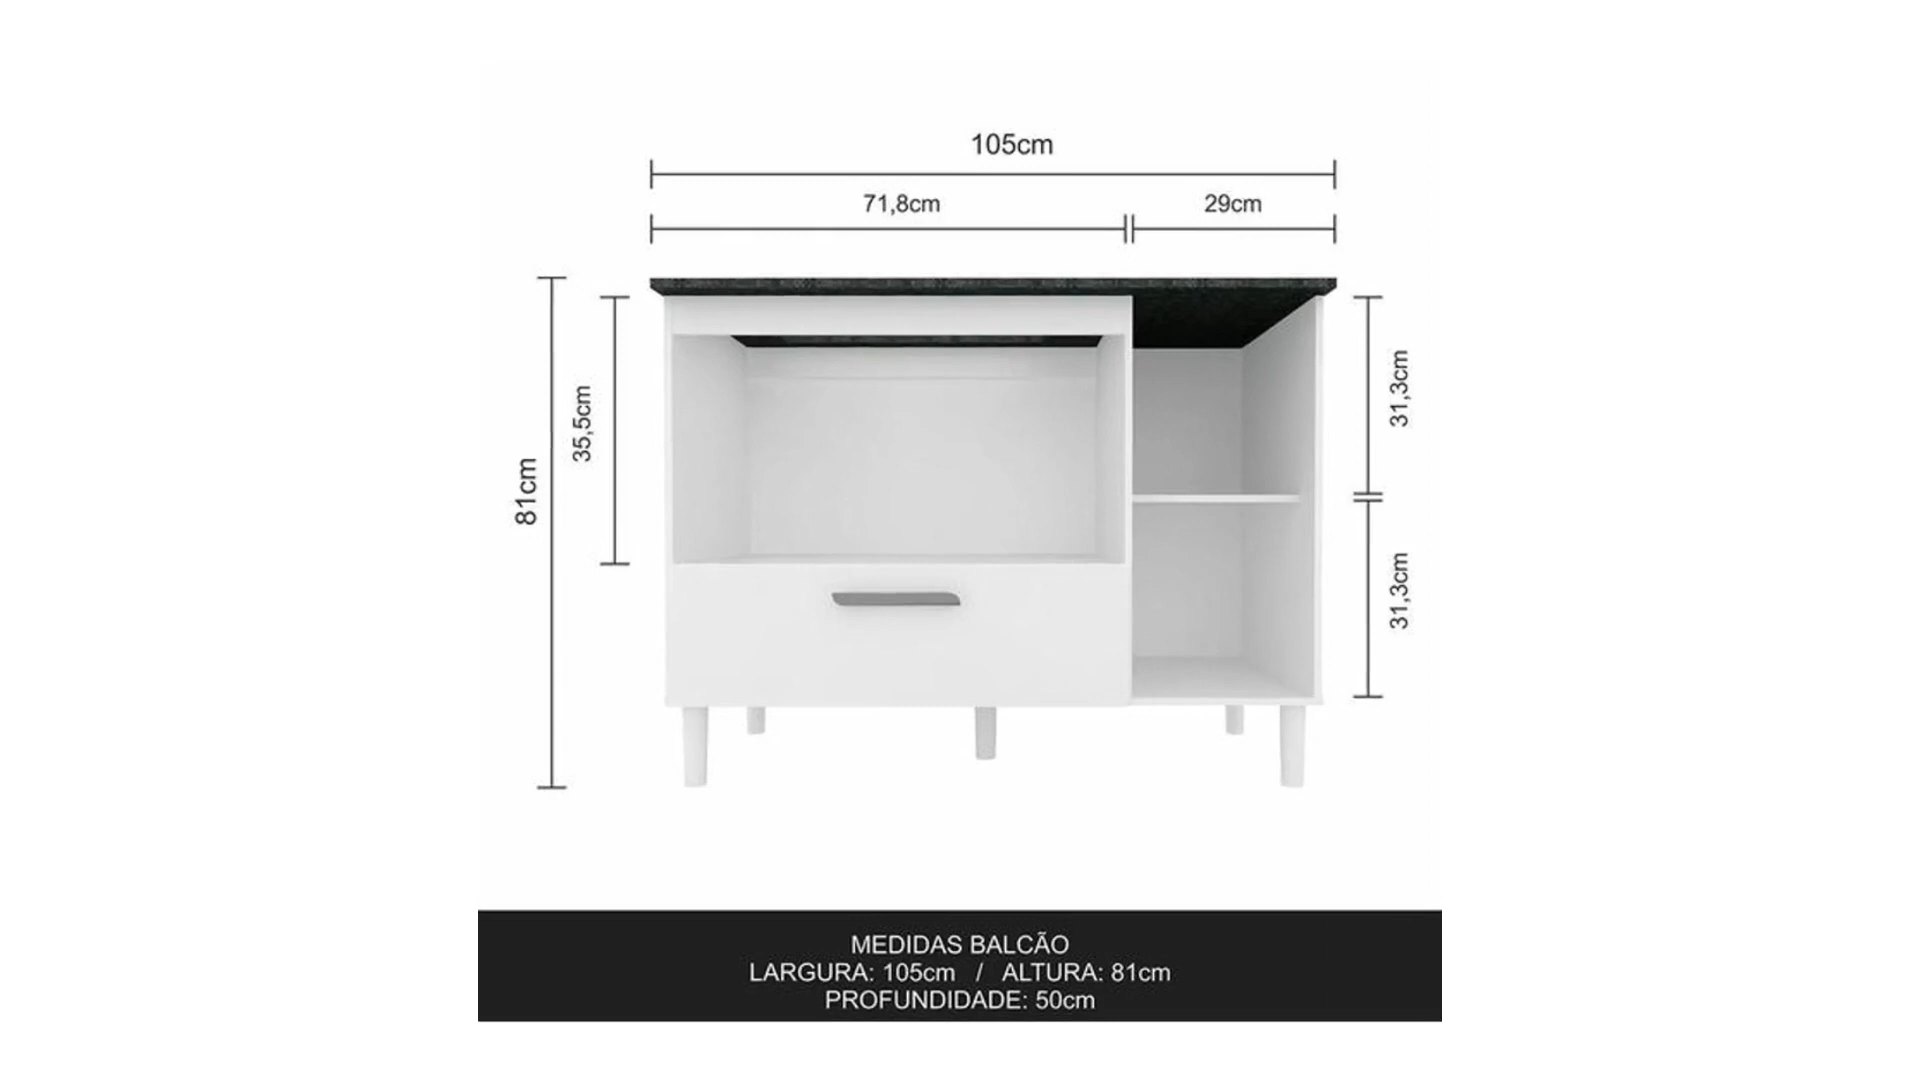 105cm
71,8cm
29cm
81cm
35,5cm
31,3cm
31,3cm
MEDIDAS BALCÃO
LARGURA: 105cm / ALTURA: 81cm
PROFUNDIDADE: 50cm